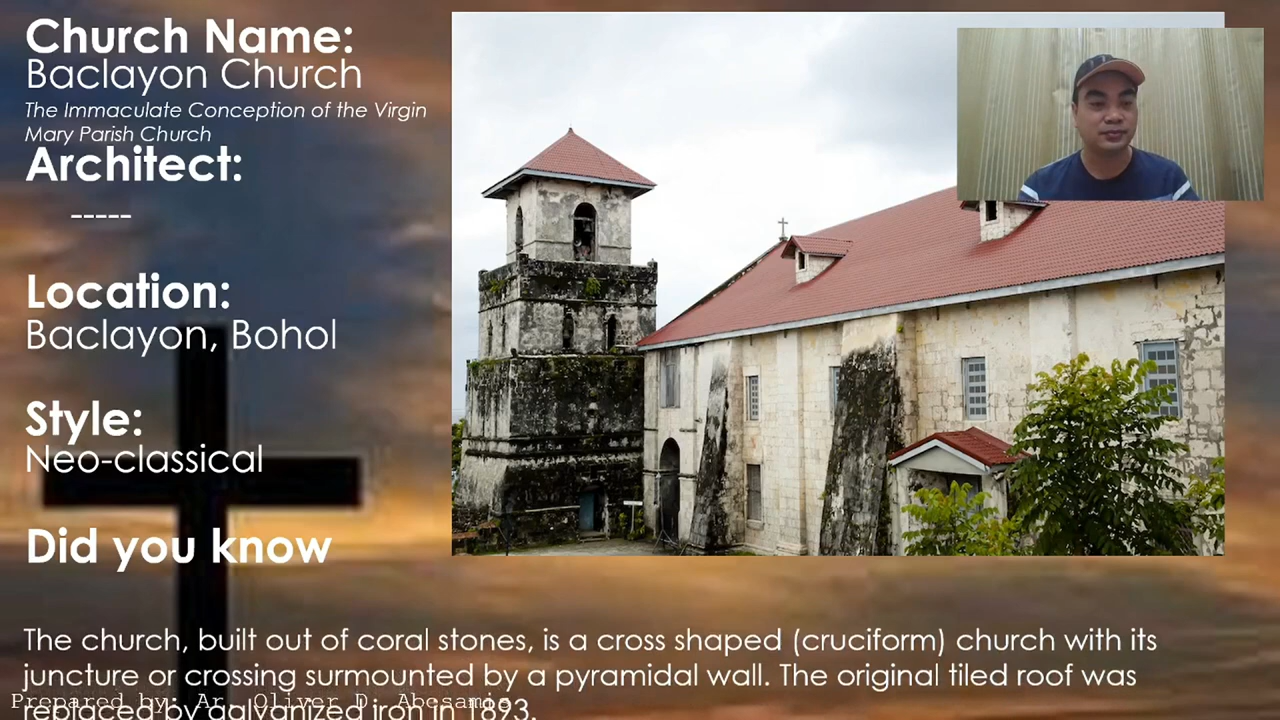 Church Name:
Baclayon Church
The Immaculate Conception of the Virgin
Mary Parish Church
Architect:
-----
Location:
Baclayon, Bohol
Style:
Neo-classical
Did you know
The church, built out of coral stones, is a cross shaped (cruciform) church with its
juncture or crossing surmounted by a pyramidal wall. The original tiled roof was
replaced by galvanized iron in 1893.
Prepared by: Ar. Oliver D. Abesamis